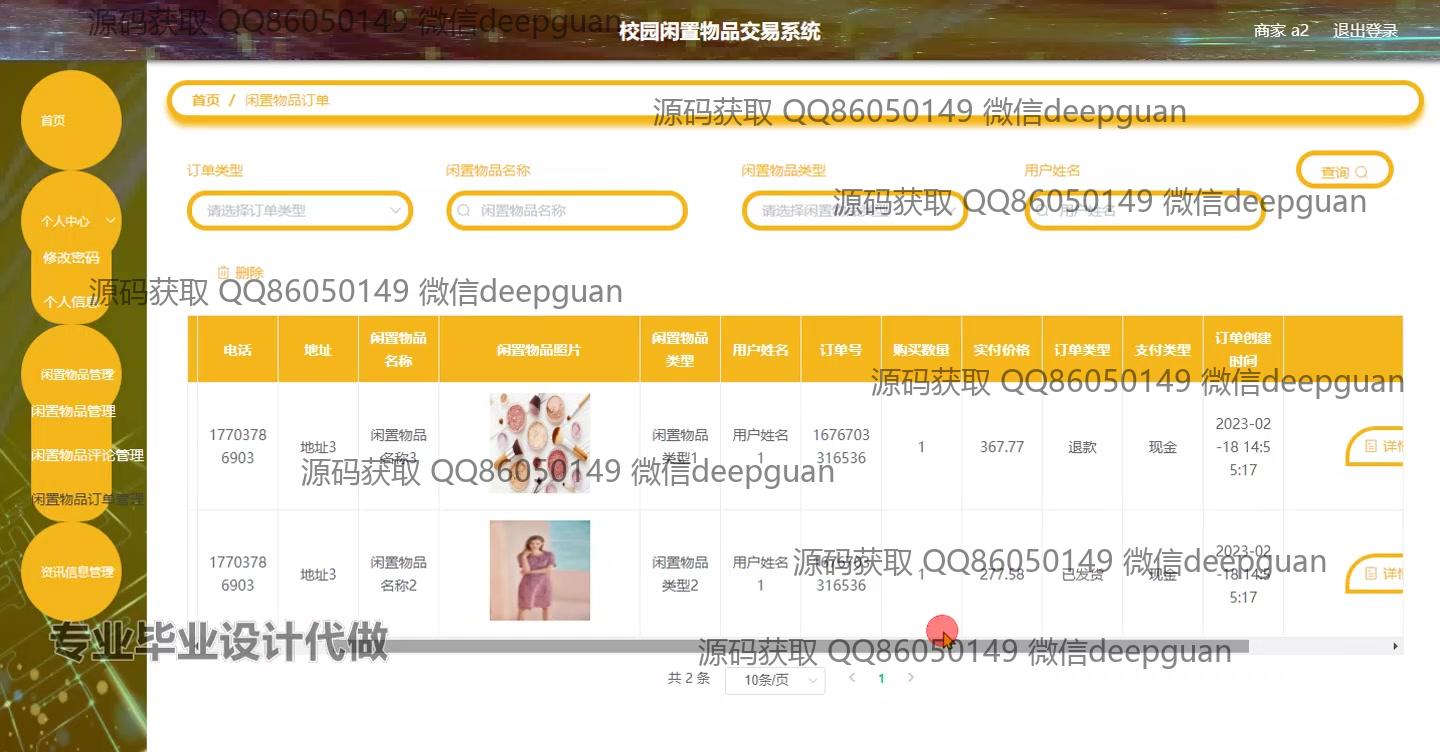 源码获取 QQ86050149 微信deepguan
校园闲置物品交易系统
商家 a2
退出登录
首页
个人中心
修改密码
个人信息
闲置物品管理
闲置物品管理
闲置物品评论管理
闲置物品订单管理
资讯信息管理
首页 / 闲置物品订单
源码获取 QQ86050149 微信deepguan
订单类型
闲置物品名称
闲置物品类型
用户姓名
查询
请选择订单类型
闲置物品名称
请选择闲置物品类型
用户姓名
源码获取 QQ86050149 微信deepguan
删除
源码获取 QQ86050149 微信deepguan
电话
地址
闲置物品
名称
闲置物品照片
闲置物品
类型
用户姓名
订单号
购买数量
实付价格
订单类型
支付类型
订单创建
时间
源码获取 QQ86050149 微信deepguan
1770378
6903
地址3
闲置物品
名称3
闲置物品
类型1
用户姓名
1
1676703
316536
1
367.77
退款
现金
2023-02
-18 14:5
5:17
详
源码获取 QQ86050149 微信deepguan
1770378
6903
地址3
闲置物品
名称2
闲置物品
类型2
用户姓名
1
1676703
316536
1
277.58
已发货
现金
2023-02
-18 14:5
5:17
详
源码获取 QQ86050149 微信deepguan
专业毕业设计代做
源码获取 QQ86050149 微信deepguan
共 2 条
10条/页
1